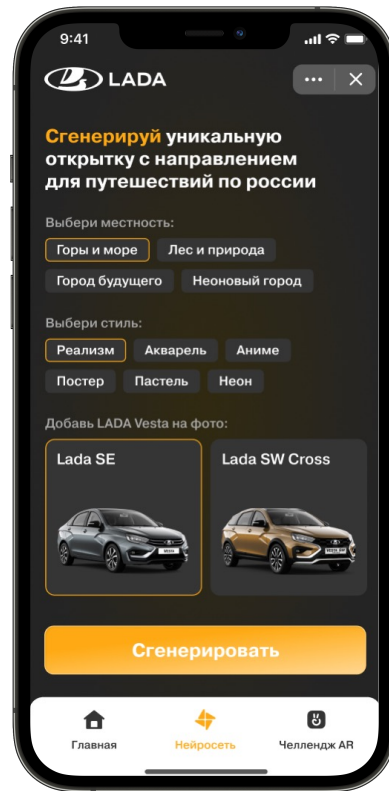 9:41
LADA
Сгенерируй уникальную
открытку с направлением
для путешествий по россии
Выбери местность:
Горы и море Лес и природа
Город будущего Неоновый город
Выбери стиль:
Реализм Акварель Аниме
Постер Пастель Неон
Добавь LADA Vesta на фото:
Lada SE Lada SW Cross
Сгенерировать
Главная Нейросеть Челлендж AR